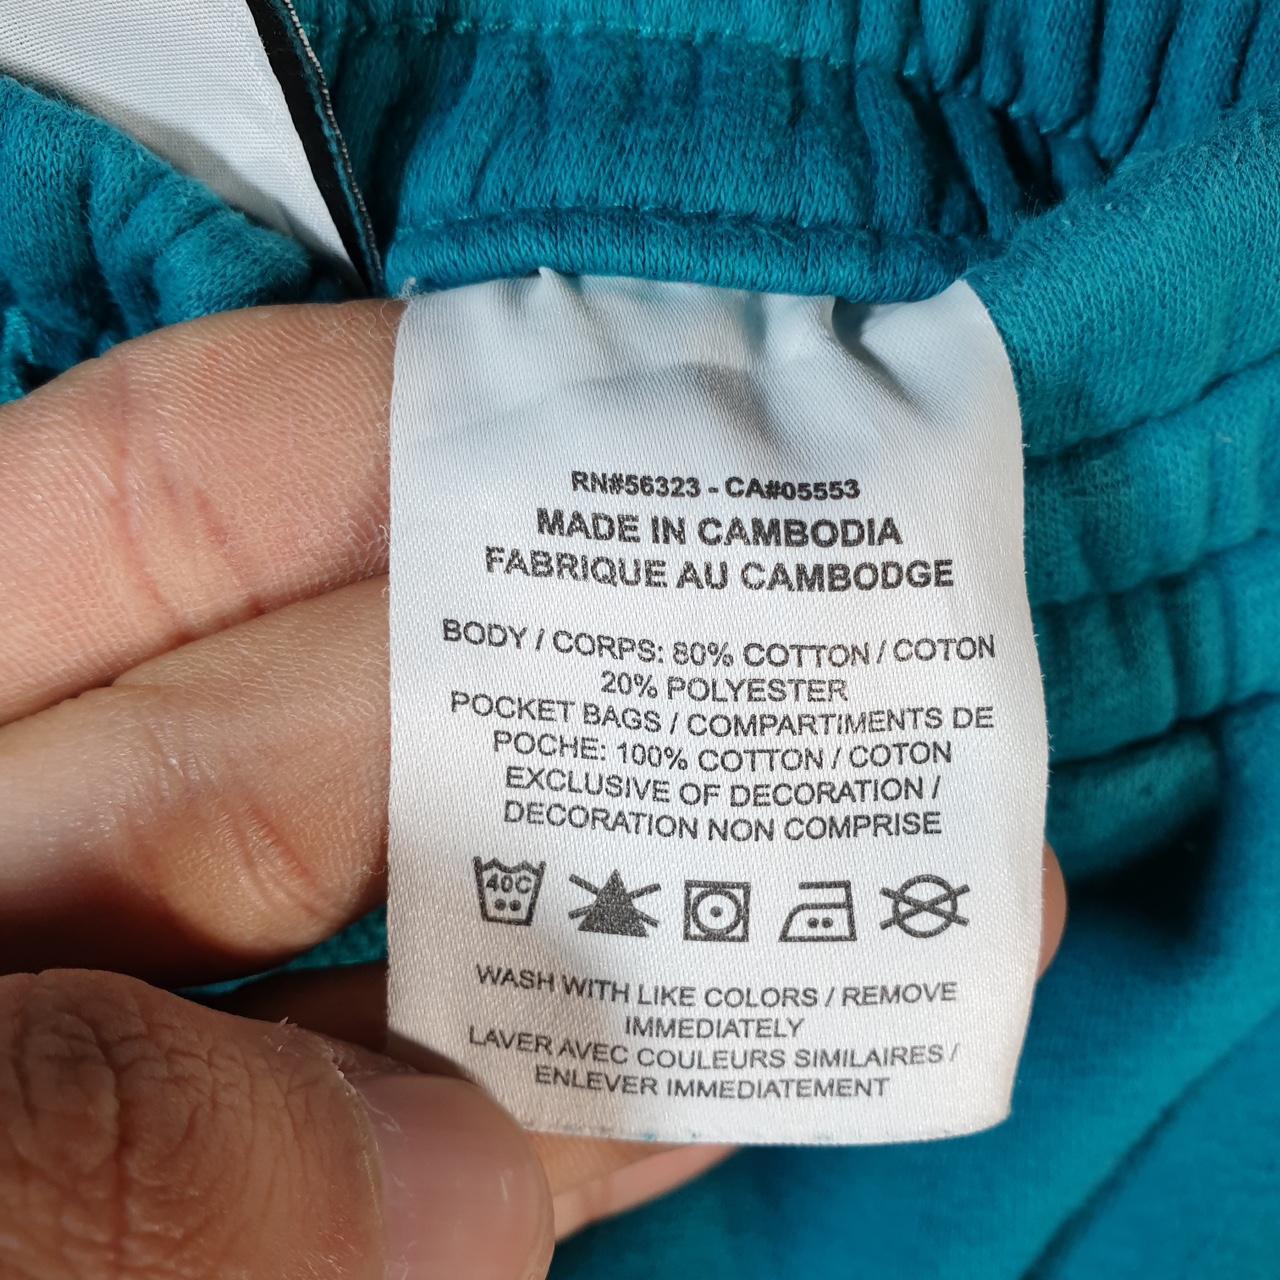 RN#56323 - CA#05553
MADE IN CAMBODIA
FABRIQUE AU CAMBODGE
BODY / CORPS: 80% COTTON / COTON
20% POLYESTER
POCKET BAGS / COMPARTIMENTS DE
POCHE: 100% COTTON / COTON
EXCLUSIVE OF DECORATION /
DECORATION NON COMPRISE
40C
WASH WITH LIKE COLORS / REMOVE
IMMEDIATELY
LAVER AVEC COULEURS SIMILAIRES /
ENLEVER IMMEDIATEMENT